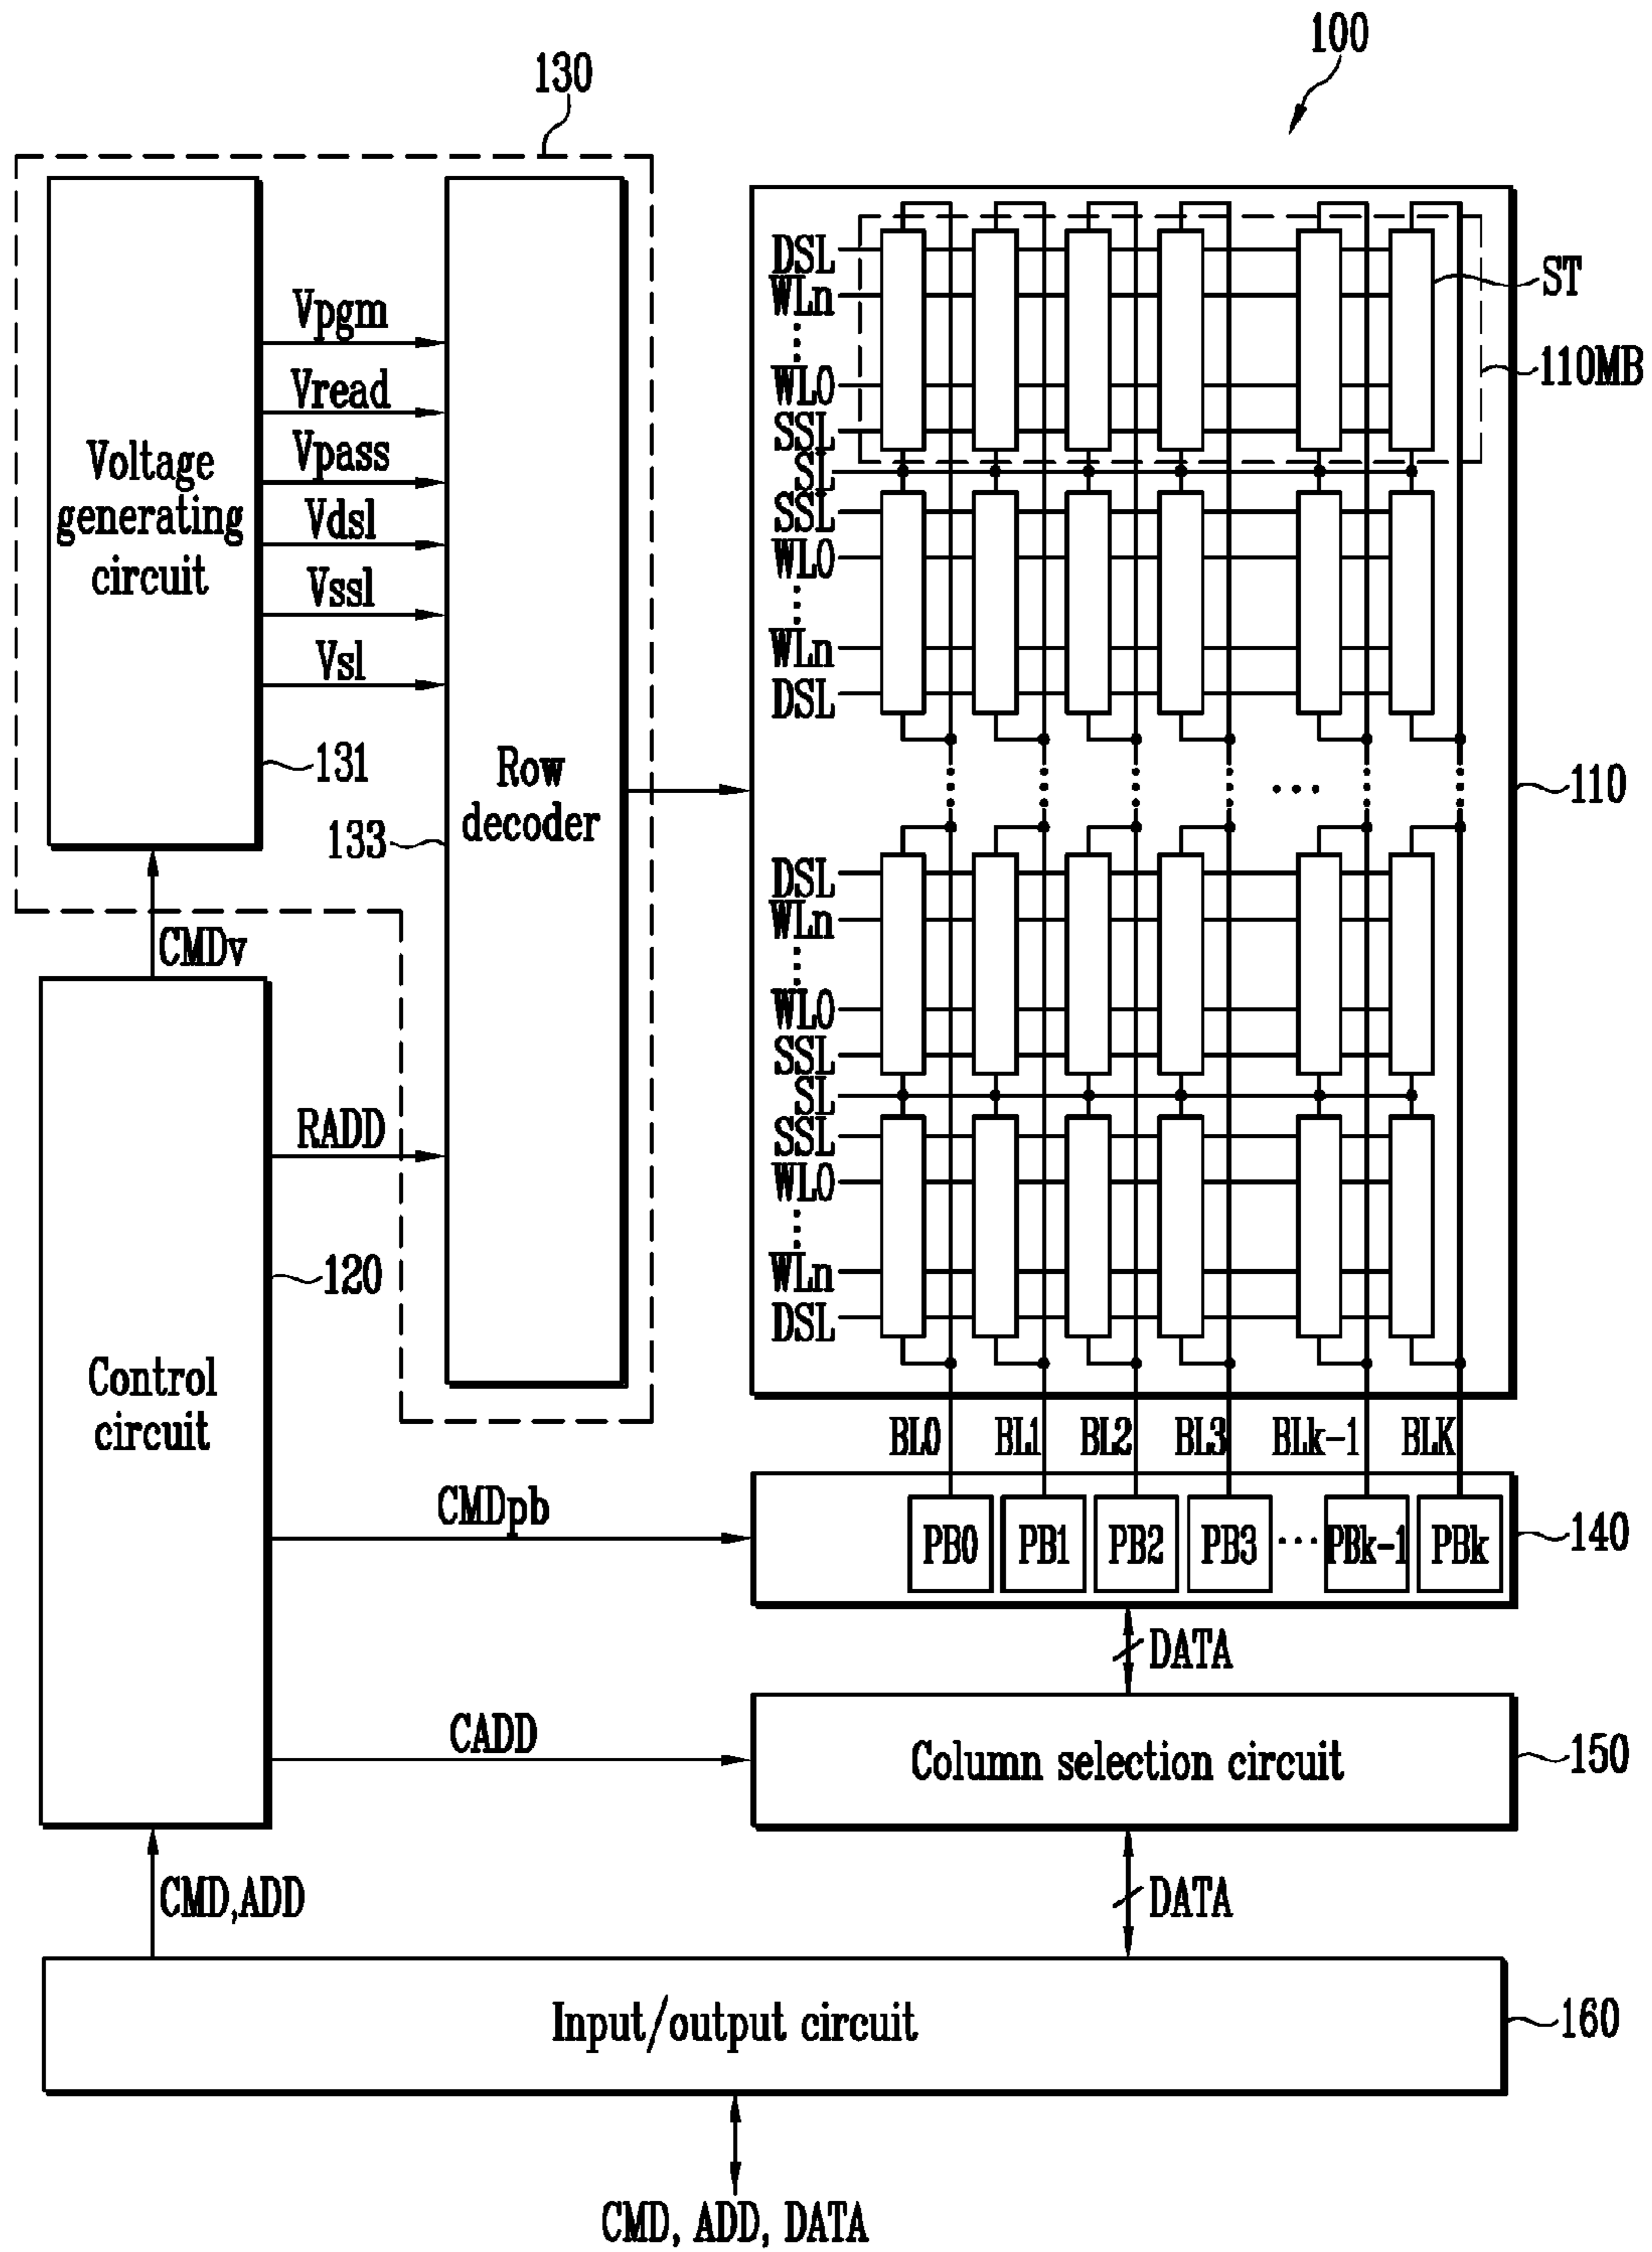 100
130
Voltage
generating
circuit
131
Vpgm
Vread
Vpass
Vdsl
Vssl
Vsl
Row
decoder
133
DSL
WLn
WL0
SSL
SL
SSL
WL0
WLn
DSL
DSL
WLn
WL0
SSL
SL
SSL
WL0
WLn
DSL
ST
110MB
110
CMDv
RADD
120
Control
circuit
BL0
BL1
BL2
BL3
BLk-1
BLK
CMDpb
PB0
PB1
PB2
PB3
...
PBk-1
PBk
140
DATA
CADD
Column selection circuit
150
CMD,ADD
DATA
Input/output circuit
160
CMD, ADD, DATA